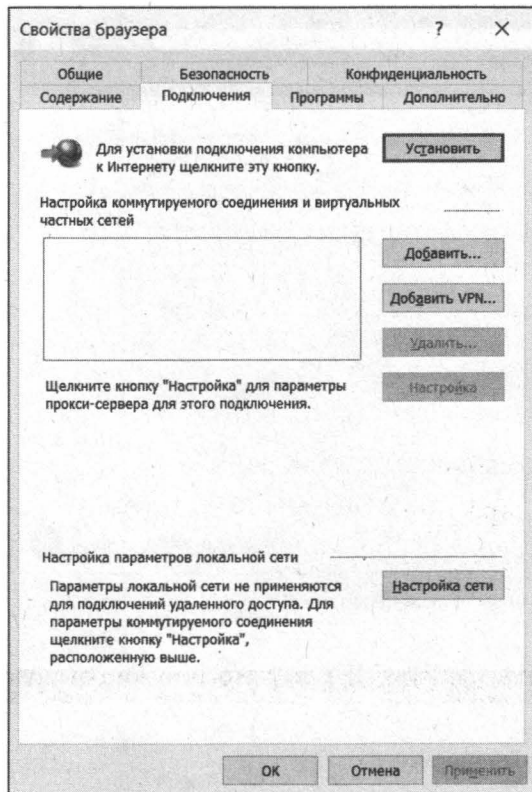 Свойства браузера ? ×
Общие Безопасность Конфиденциальность
Содержание Подключения Программы Дополнительно
Для установки подключения компьютера
к Интернету щелкните эту кнопку.
Установить
Настройка коммутируемого соединения и виртуальных
частных сетей
Добавить...
Добавить VPN...
Удалить...
Щелкните кнопку "Настройка" для параметры
прокси-сервера для этого подключения.
Настройка
Настройка параметров локальной сети
Параметры локальной сети не применяются
для подключений удаленного доступа. Для
параметры коммутируемого соединения
щелкните кнопку "Настройка",
расположенную выше.
Настройка сети
ОК Отмена Применить